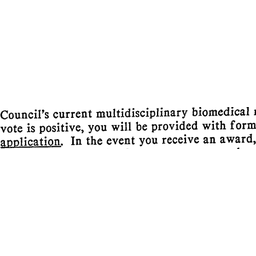 Council's current multidisciplinary biomedical
vote is positive, you will be provided with form
application. In the event you receive an award,